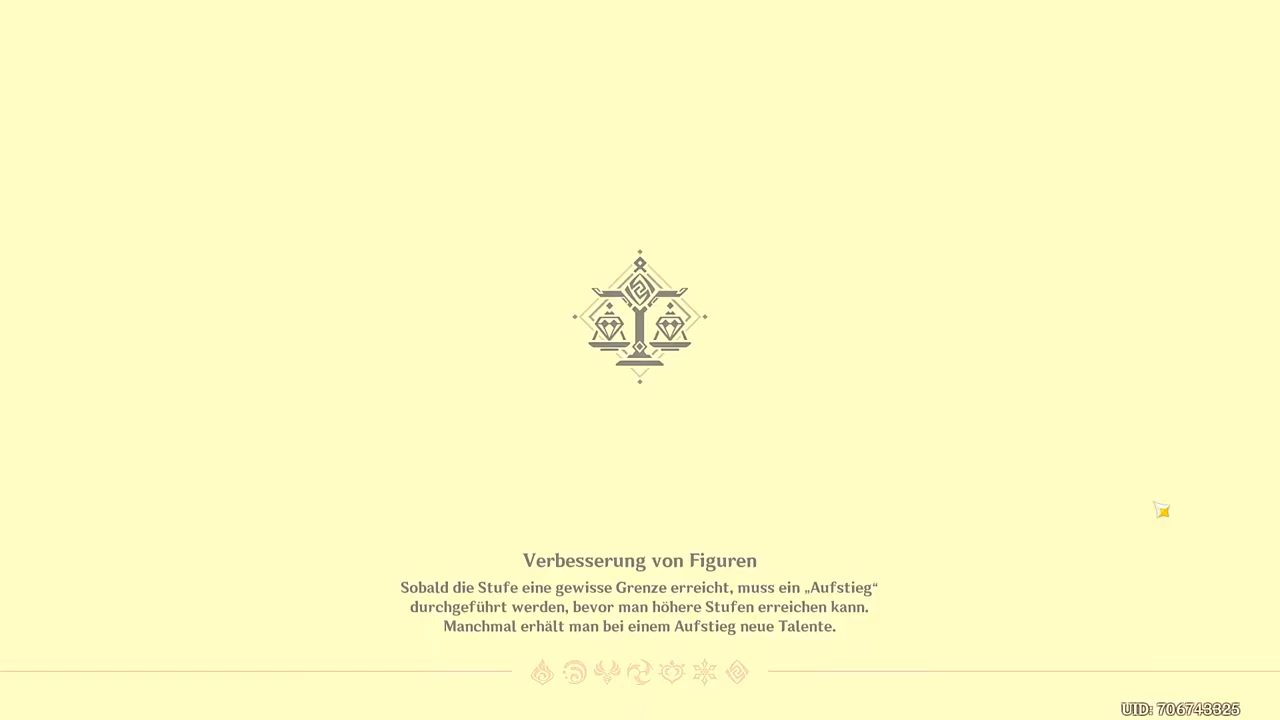 Verbesserung von Figuren
Sobald die Stufe eine gewisse Grenze erreicht, muss ein „Aufstieg“
durchgeführt werden, bevor man höhere Stufen erreichen kann.
Manchmal erhält man bei einem Aufstieg neue Talente.
UID: 706743325